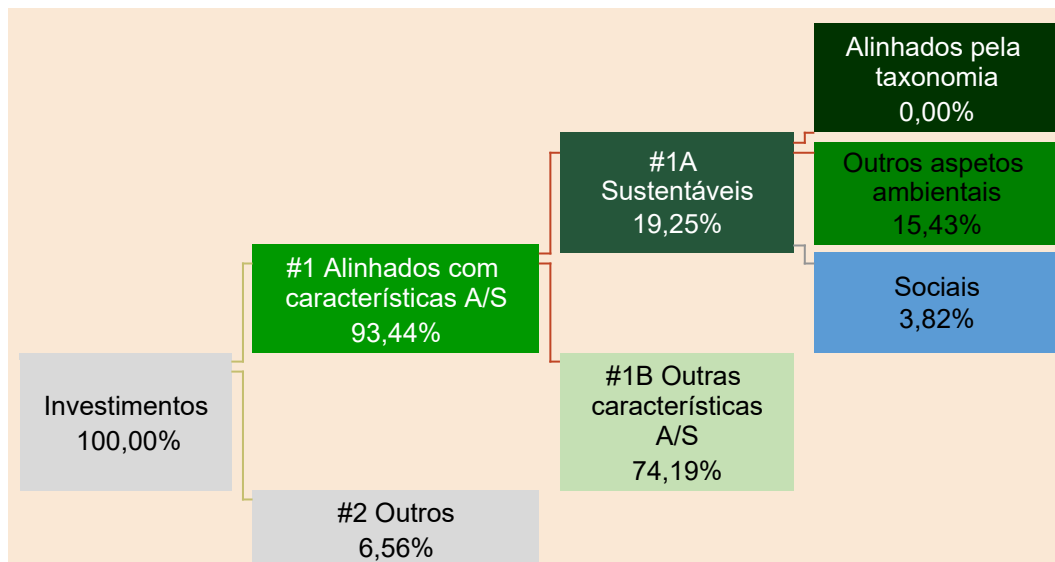 Investimentos
100,00%
#1 Alinhados com
características A/S
93,44%
#2 Outros
6,56%
#1A
Sustentáveis
19,25%
#1B Outras
características
A/S
74,19%
Alinhados pela
taxonomia
0,00%
Outros aspetos
ambientais
15,43%
Sociais
3,82%